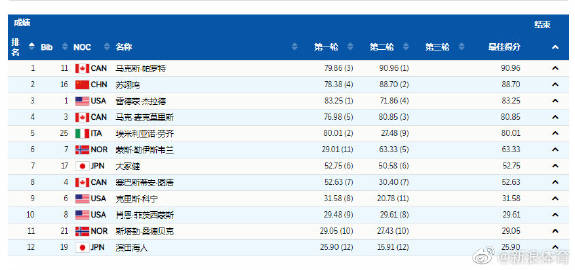 成绩 结束
排名 Bib NOC 名称 第一轮 第二轮 第三轮 最佳得分
1 11 CAN 马克斯·帕罗特 79.86 (3) 90.96 (1) 90.96
2 16 CHN 苏翊鸣 78.38 (4) 88.70 (2) 88.70
3 1 USA 雷德蒙·杰拉德 83.25 (1) 71.86 (4) 83.25
4 3 CAN 马克·麦克莫里斯 76.98 (5) 80.85 (3) 80.85
5 25 ITA 埃米利亚诺·劳齐 80.01 (2) 27.48 (9) 80.01
6 7 NOR 蒙斯·勒伊斯韦兰 29.01 (11) 63.33 (5) 63.33
7 17 JPN 大冢健 52.75 (6) 50.58 (6) 52.75
8 4 CAN 塞巴斯蒂安· 52.63 (7) 30.40 (7) 52.63
9 6 USA 克里斯·科宁 31.58 (8) 20.78 (11) 31.58
10 8 USA 肖恩·菲茨西蒙斯 29.48 (9) 29.61 (8) 29.61
11 21 NOR 斯塔勒·桑德贝克 29.05 (10) 27.43 (10) 29.05
12 19 JPN 滨田海人 25.90 (12) 15.91 (12) 25.90
@新浪体育